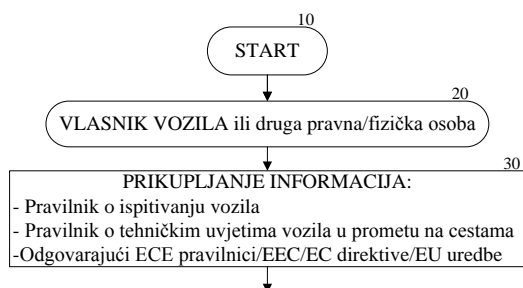 10
START
20
VLASNIK VOZILA ili druga pravna/fizička osoba
30
PRIKUPLJANJE INFORMACIJA:
- Pravilnik o ispitivanju vozila
- Pravilnik o tehničkim uvjetima vozila u prometu na cestama
-Odgovarajući ECE pravilnici/EEC/EC direktive/EU uredbe